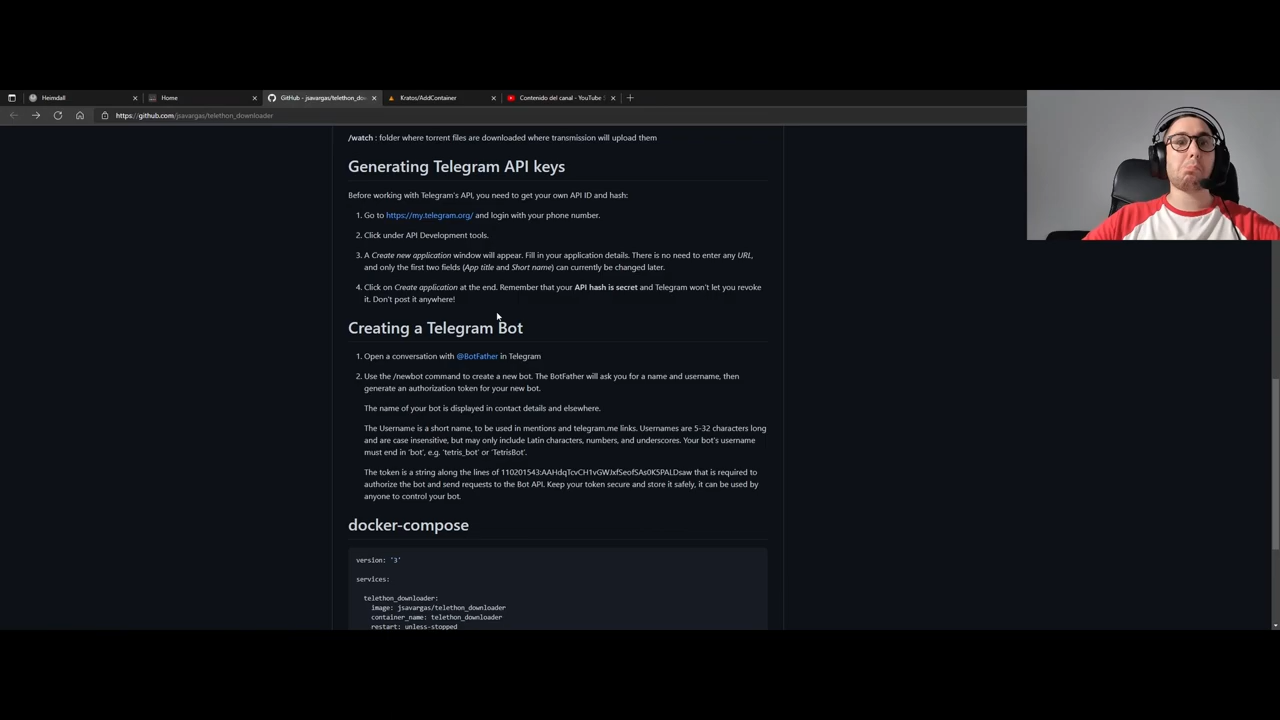 Heimdall
Home
GitHub - jsavargas/telethon_dow
Kratos/AddContainer
Contenido del canal - YouTube
https://github.com/jsavargas/telethon_downloader
/watch : folder where torrent files are downloaded where transmission will upload them
Generating Telegram API keys
Before working with Telegram's API, you need to get your own API ID and hash:
1. Go to https://my.telegram.org/ and login with your phone number.
2. Click under API Development tools.
3. A Create new application window will appear. Fill in your application details. There is no need to enter any URL,
and only the first two fields (App title and Short name) can currently be changed later.
4. Click on Create application at the end. Remember that your API hash is secret and Telegram won't let you revoke
it. Don't post it anywhere!
Creating a Telegram Bot
1. Open a conversation with @BotFather in Telegram
2. Use the /newbot command to create a new bot. The BotFather will ask you for a name and username, then
generate an authorization token for your new bot.
The name of your bot is displayed in contact details and elsewhere.
The Username is a short name, to be used in mentions and telegram.me links. Usernames are 5-32 characters long
and are case insensitive, but may only include Latin characters, numbers, and underscores. Your bot's username
must end in 'bot', e.g. 'tetris_bot' or 'TetrisBot'.
The token is a string along the lines of 110201543:AAHdqTcvCH1vGWJxfSeofSAs0K5PALDsaw that is required to
authorize the bot and send requests to the Bot API. Keep your token secure and store it safely, it can be used by
anyone to control your bot.
docker-compose
version: '3'
services:
telethon_downloader:
image: jsavargas/telethon_downloader
container_name: telethon_downloader
restart: unless-stopped